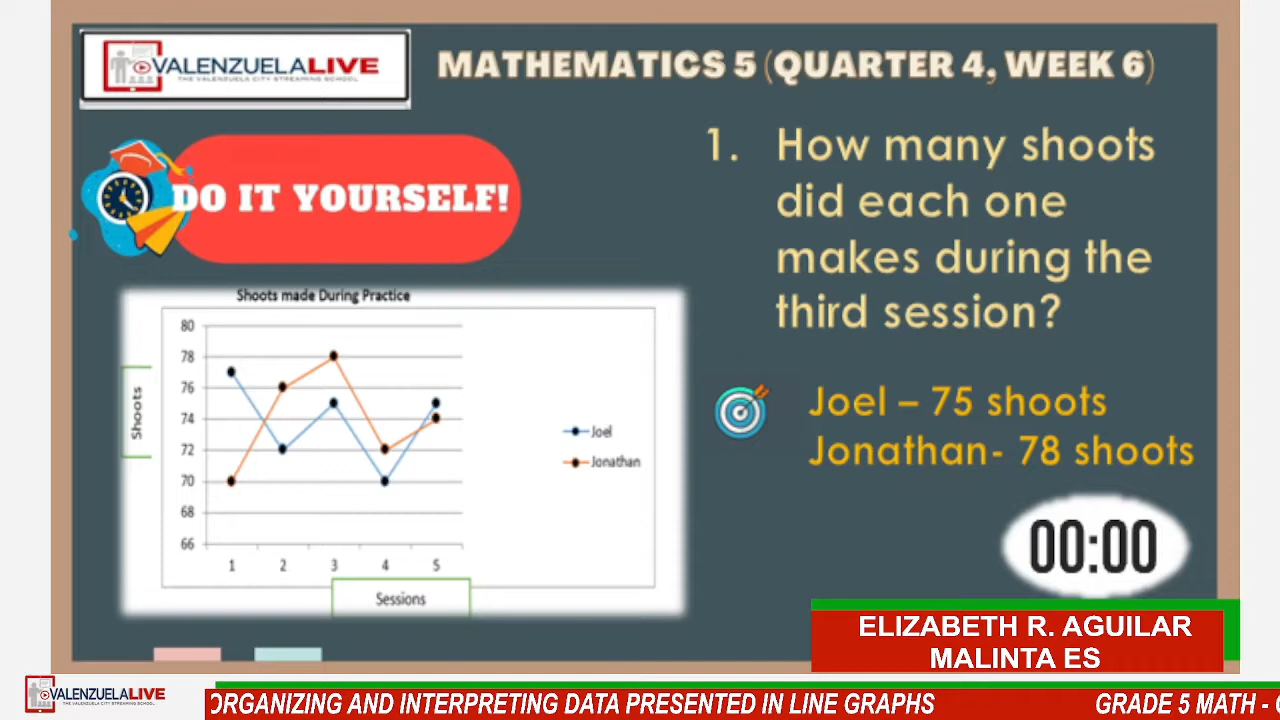 VALENZUELALIVE
THE VALENZUELA CITY STREAMING SCHOOL
MATHEMATICS 5 (QUARTER 4, WEEK 6)
DO IT YOURSELF!
1. How many shoots
did each one
makes during the
third session?
Joel – 75 shoots
Jonathan- 78 shoots
Shoots made During Practice
80
78
76
74
72
70
68
66
Shoots
1 2 3 4 5
Sessions
Joel
Jonathan
00:00
ELIZABETH R. AGUILAR
MALINTA ES
VALENZUELALIVE
THE VALENZUELA CITY STREAMING SCHOOL
ORGANIZING AND INTERPRETING DATA PRESENTED IN LINE GRAPHS
GRADE 5 MATH -